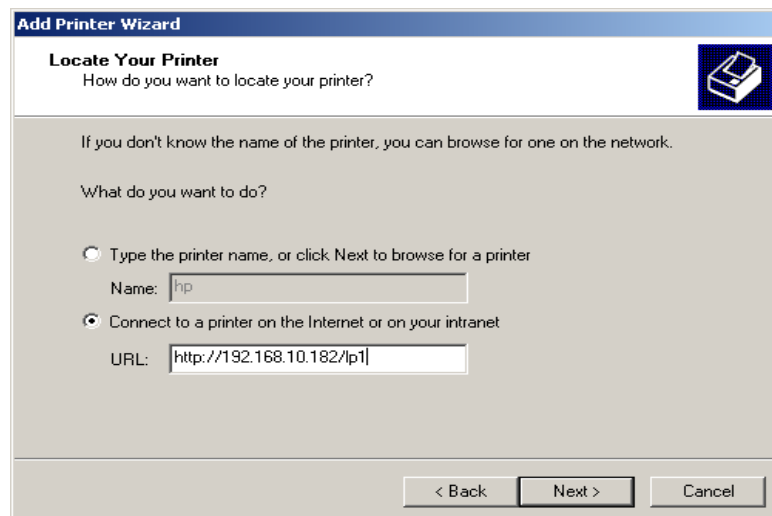 Add Printer Wizard
Locate Your Printer
How do you want to locate your printer?
If you don't know the name of the printer, you can browse for one on the network.
What do you want to do?
Type the printer name, or click Next to browse for a printer
Name: hp
Connect to a printer on the Internet or on your intranet
URL: http://192.168.10.182/lp1
< Back Next > Cancel